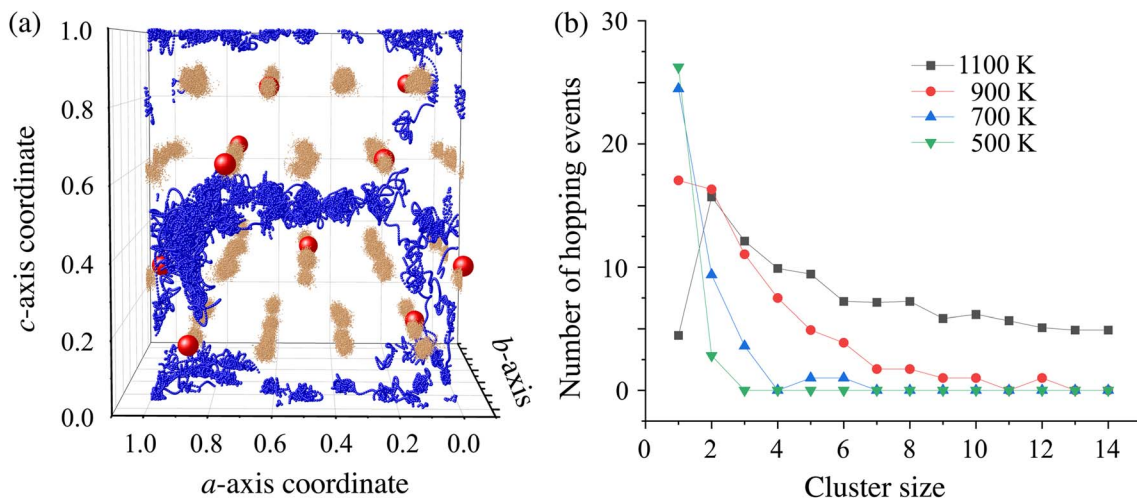 (a)
1.0
0.8
0.6
0.4
0.2
0.0
c-axis coordinate
1.0
0.8
0.6
0.4
0.2
0.0
a-axis coordinate
b-axis
(b)
30
20
10
0
Number of hopping events
1100 K
900 K
700 K
500 K
0
2
4
6
8
10
12
14
Cluster size